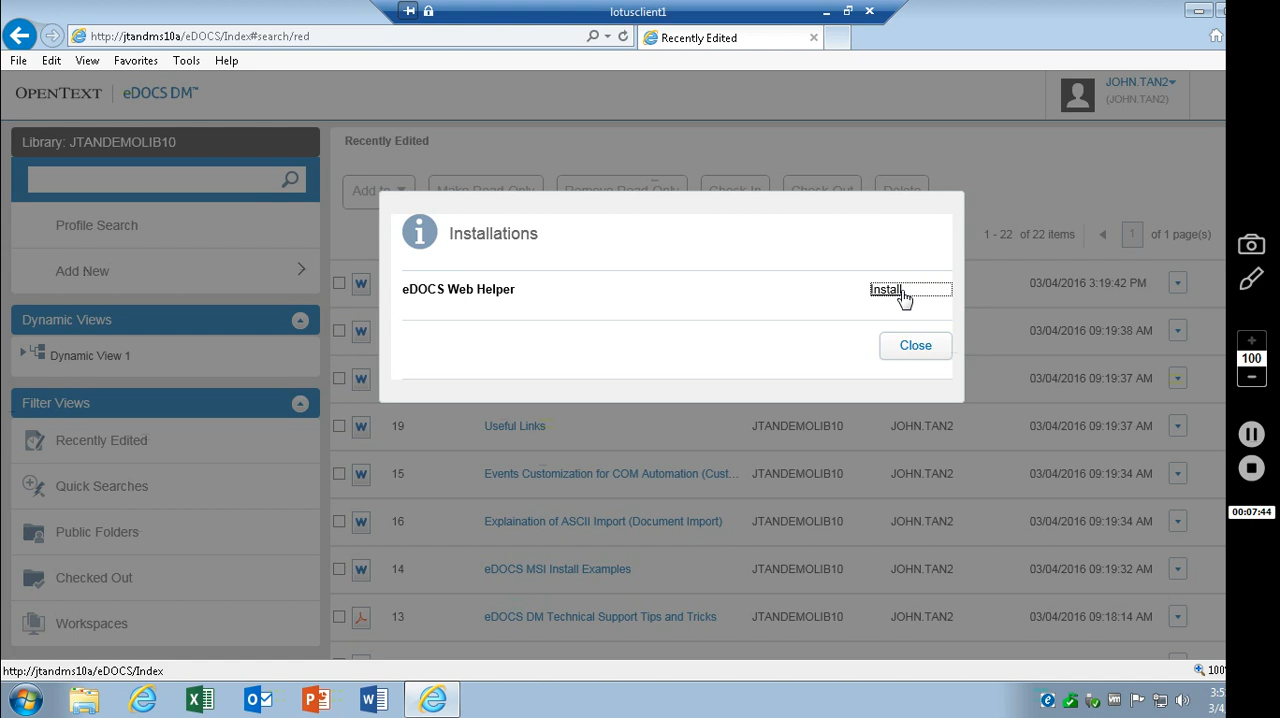 lotusclient1
http://jtandms10a/eDOCS/Index#search/red
Recently Edited
File Edit View Favorites Tools Help
OPENTEXT | eDOCS DM™
JOHN.TAN2
(JOHN.TAN2)
Library: JTANDEMOLIB10
Recently Edited
Profile Search
Add New
Dynamic Views
Dynamic View 1
Filter Views
Recently Edited
Quick Searches
Public Folders
Checked Out
Workspaces
Add to Make Read-Only Remove Read-Only Check In Check Out Delete
1 - 22 of 22 items 1 of 1 page(s)
Installations
eDOCS Web Helper Install
Close
03/04/2016 3:19:42 PM
03/04/2016 09:19:38 AM
03/04/2016 09:19:37 AM
19 Useful Links JTANDEMOLIB10 JOHN.TAN2 03/04/2016 09:19:37 AM
15 Events Customization for COM Automation (Cust... JTANDEMOLIB10 JOHN.TAN2 03/04/2016 09:19:34 AM
16 Explaination of ASCII Import (Document Import) JTANDEMOLIB10 JOHN.TAN2 03/04/2016 09:19:34 AM
14 eDOCS MSI Install Examples JTANDEMOLIB10 JOHN.TAN2 03/04/2016 09:19:32 AM
13 eDOCS DM Technical Support Tips and Tricks JTANDEMOLIB10 JOHN.TAN2 03/04/2016 09:18:14 AM
http://jtandms10a/eDOCS/Index
100
00:07:44